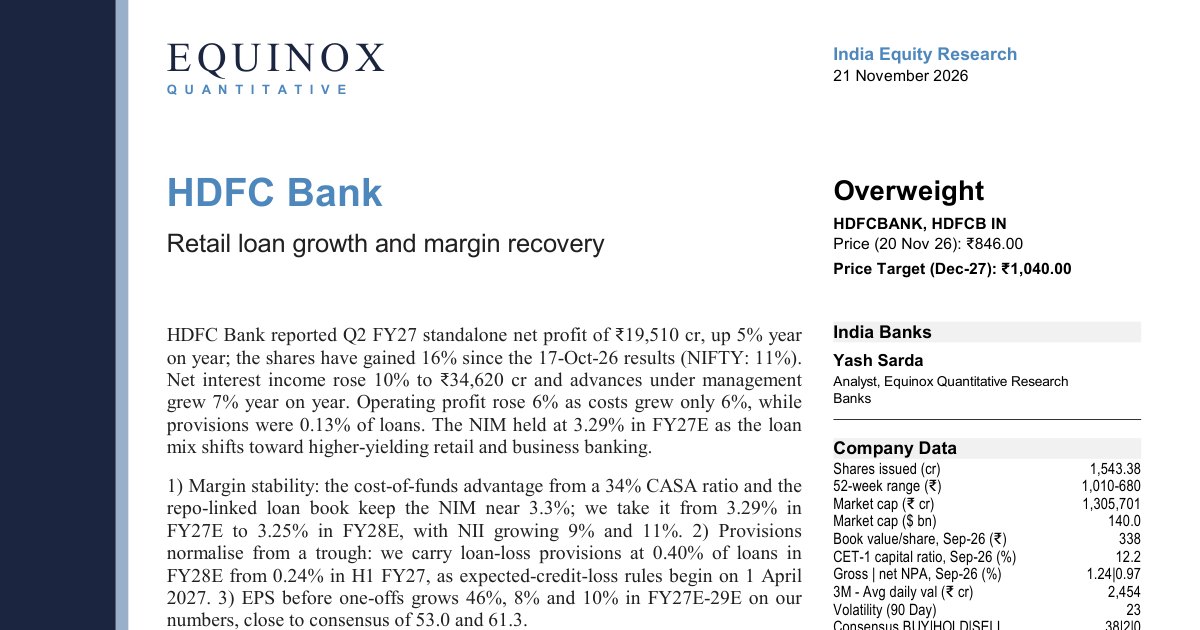 EQUINOX
QUANTITATIVE
India Equity Research
21 November 2026
HDFC Bank
Retail loan growth and margin recovery
Overweight
HDFCBANK, HDFCB IN
Price (20 Nov 26): ₹846.00
Price Target (Dec-27): ₹1,040.00
HDFC Bank reported Q2 FY27 standalone net profit of ₹19,510 cr, up 5% year
on year; the shares have gained 16% since the 17-Oct-26 results (NIFTY: 11%).
Net interest income rose 10% to ₹34,620 cr and advances under management
grew 7% year on year. Operating profit rose 6% as costs grew only 6%, while
provisions were 0.13% of loans. The NIM held at 3.29% in FY27E as the loan
mix shifts toward higher-yielding retail and business banking.
1) Margin stability: the cost-of-funds advantage from a 34% CASA ratio and the
repo-linked loan book keep the NIM near 3.3%; we take it from 3.29% in
FY27E to 3.25% in FY28E, with NII growing 9% and 11%. 2) Provisions
normalise from a trough: we carry loan-loss provisions at 0.40% of loans in
FY28E from 0.24% in H1 FY27, as expected-credit-loss rules begin on 1 April
2027. 3) EPS before one-offs grows 46%, 8% and 10% in FY27E-29E on our
numbers, close to consensus of 53.0 and 61.3.
India Banks
Yash Sarda
Analyst, Equinox Quantitative Research
Banks
Company Data
Shares issued (cr) 1,543.38
52-week range (₹) 1,010-680
Market cap (₹ cr) 1,305,701
Market cap ($ bn) 140.0
Book value/share, Sep-26 (₹) 338
CET-1 capital ratio, Sep-26 (%) 12.2
Gross | net NPA, Sep-26 (%) 1.24|0.97
3M - Avg daily val (₹ cr) 2,454
Volatility (90 Day) 23
Consensus BUY|HOLD|SELL 38|2|0